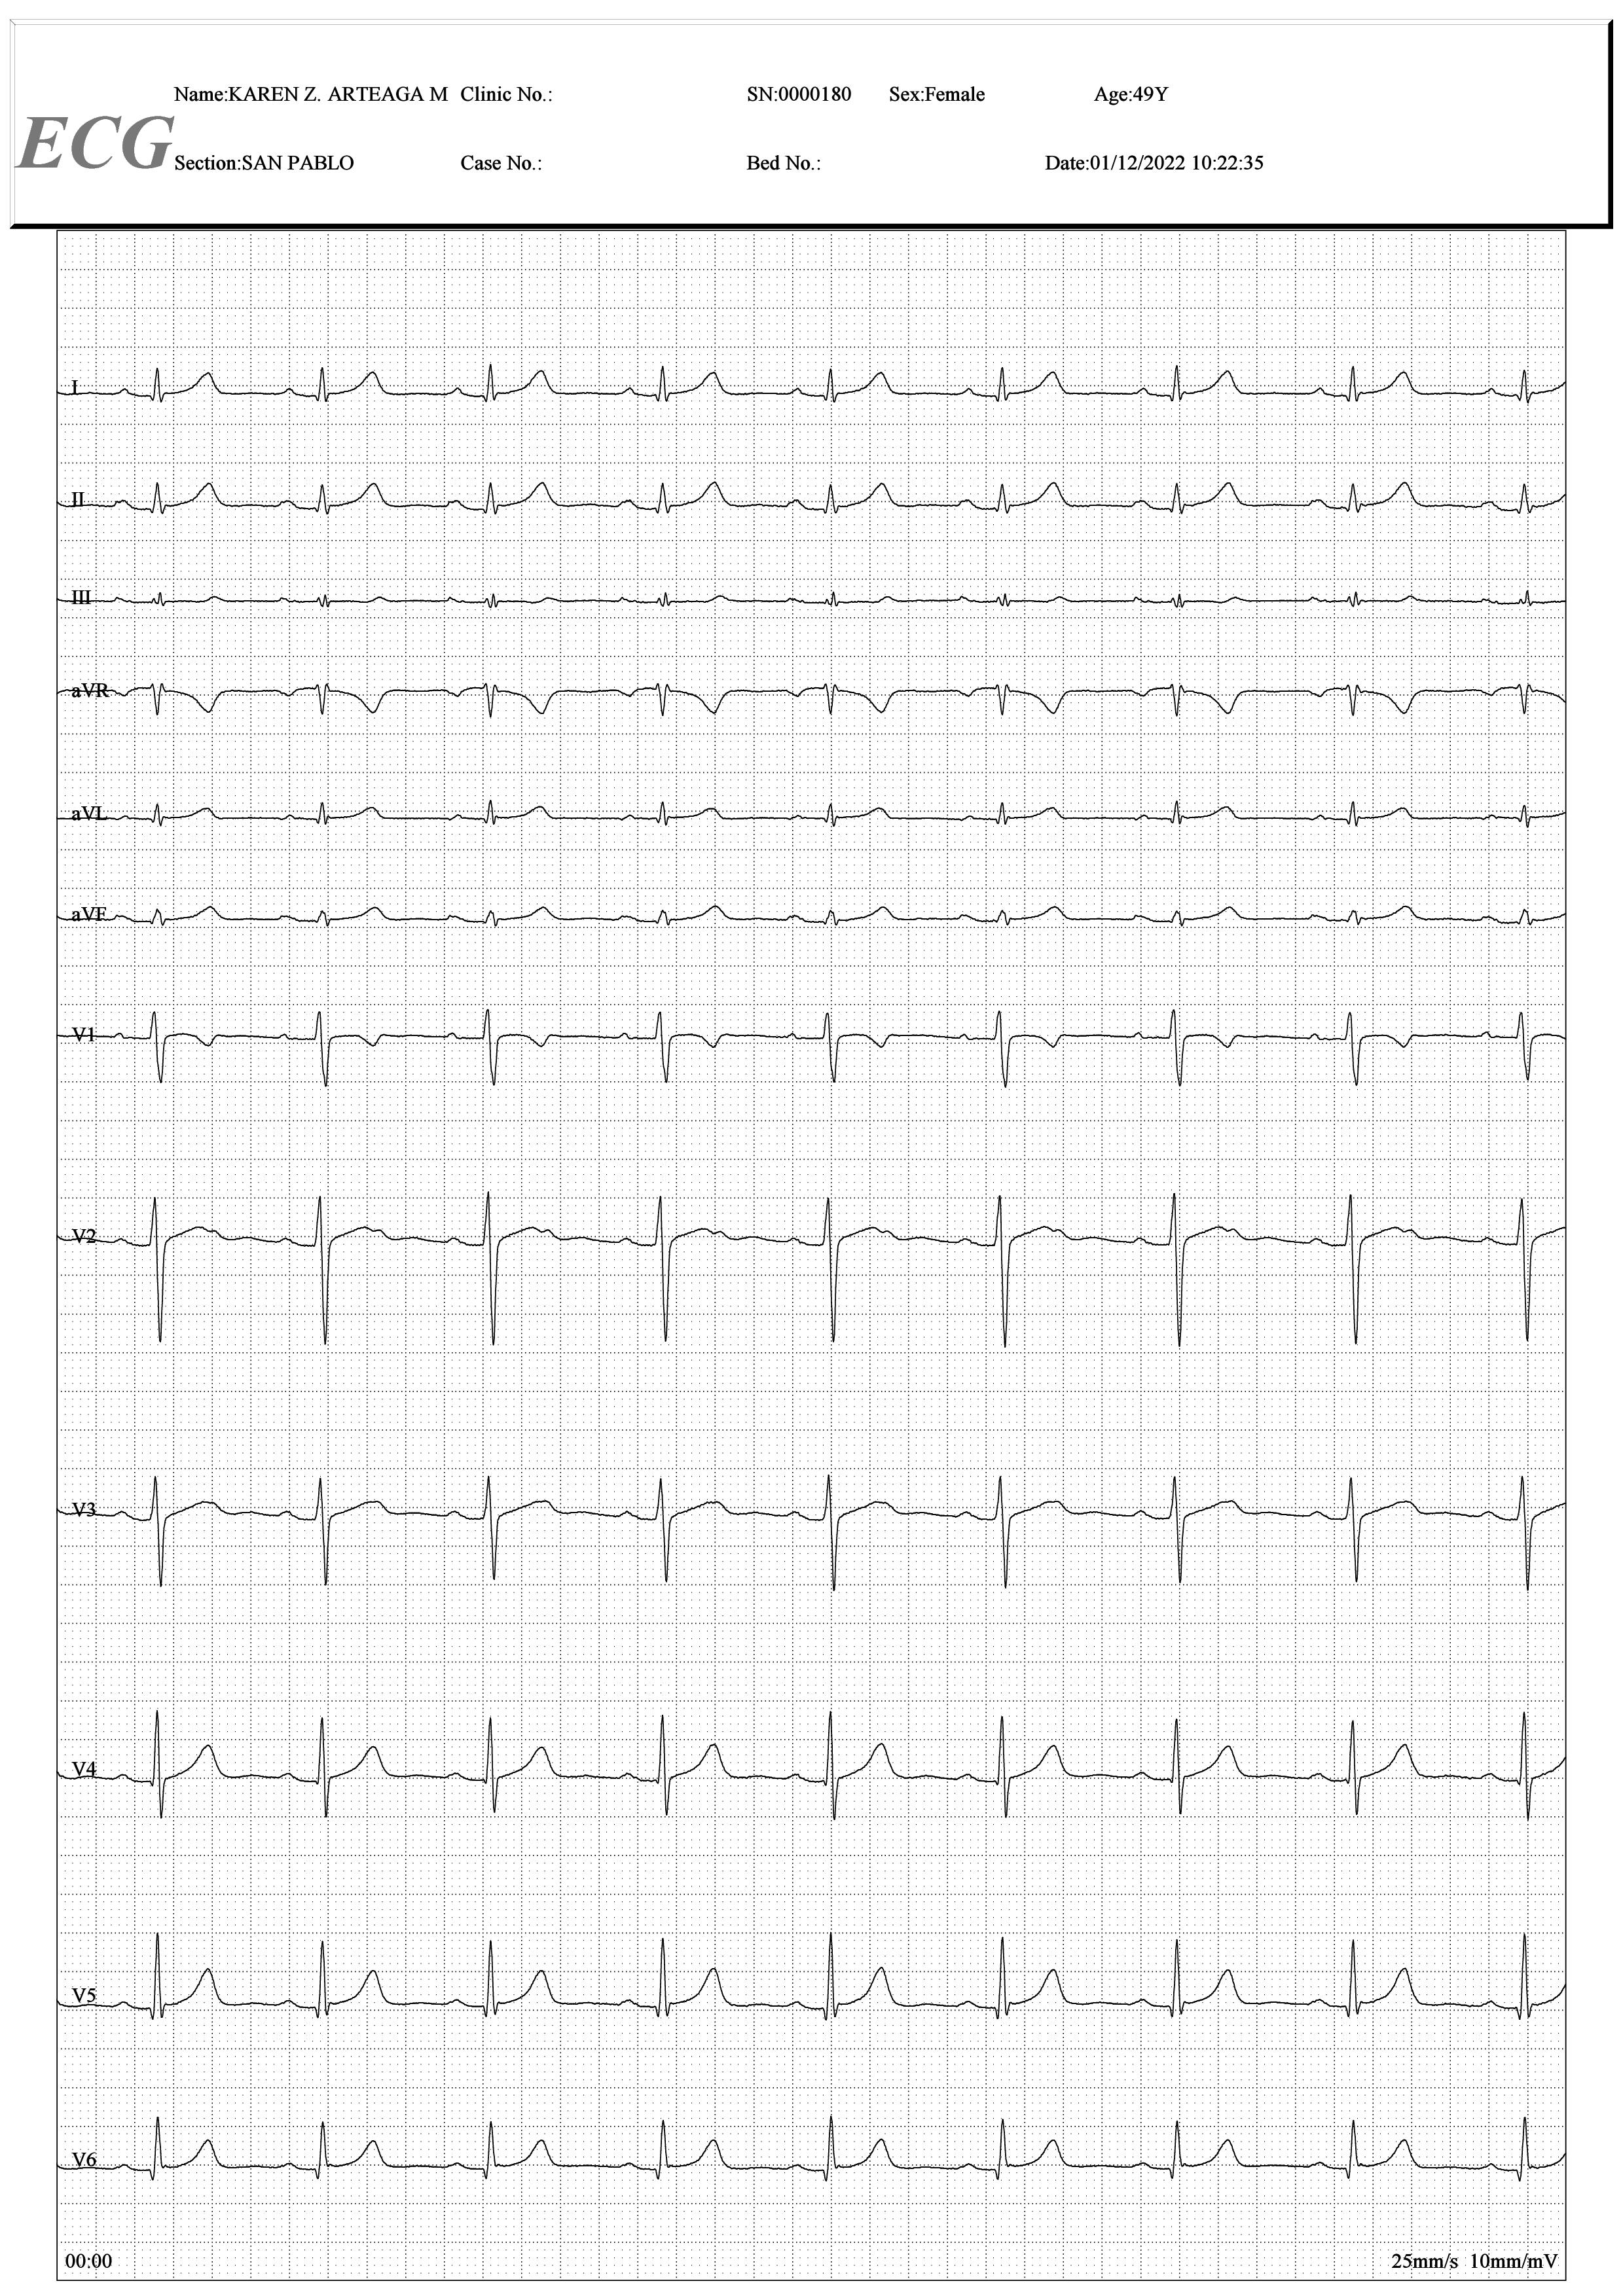 Name:KAREN Z. ARTEAGA M Clinic No.: SN:0000180 Sex:Female Age:49Y
ECG
Section:SAN PABLO Case No.: Bed No.: Date:01/12/2022 10:22:35
I
II
III
aVR
aVL
aVF
V1
V2
V3
V4
V5
V6
00:00 25mm/s 10mm/mV